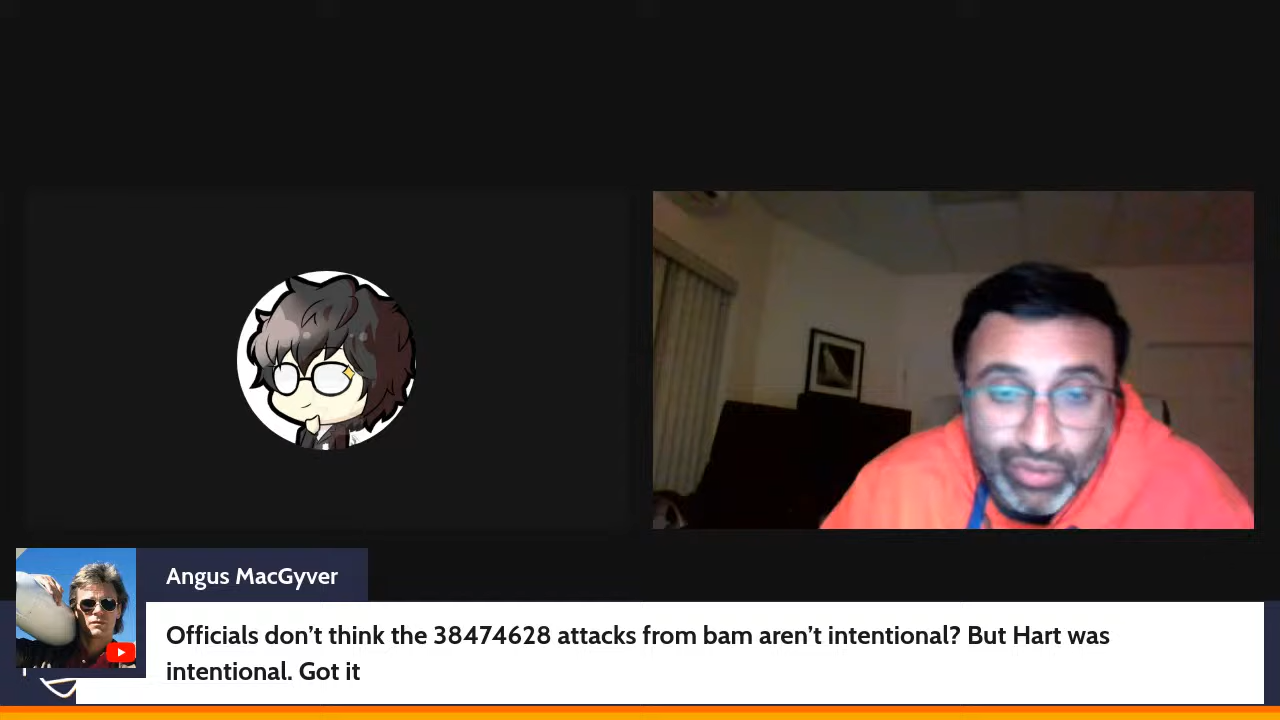 Angus MacGyver
Officials don’t think the 38474628 attacks from bam aren’t intentional? But Hart was
intentional. Got it